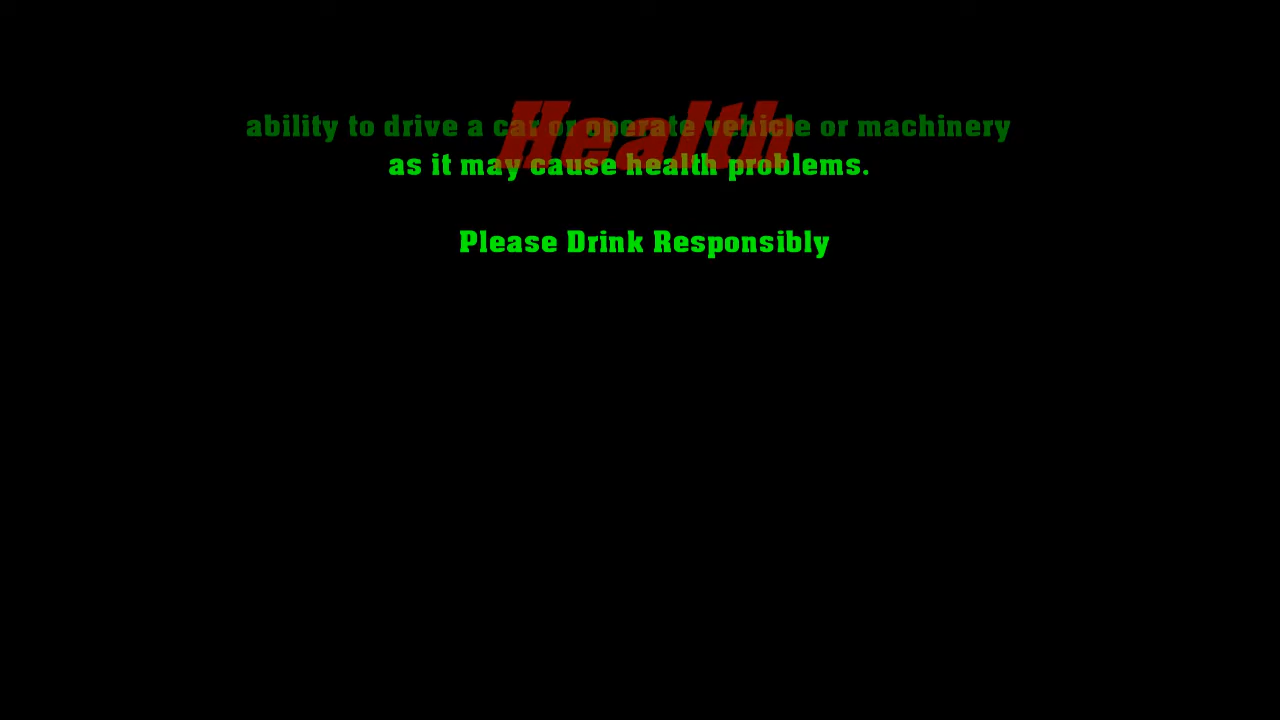 Health
ability to drive a car or operate vehicle or machinery
as it may cause health problems.
Please Drink Responsibly